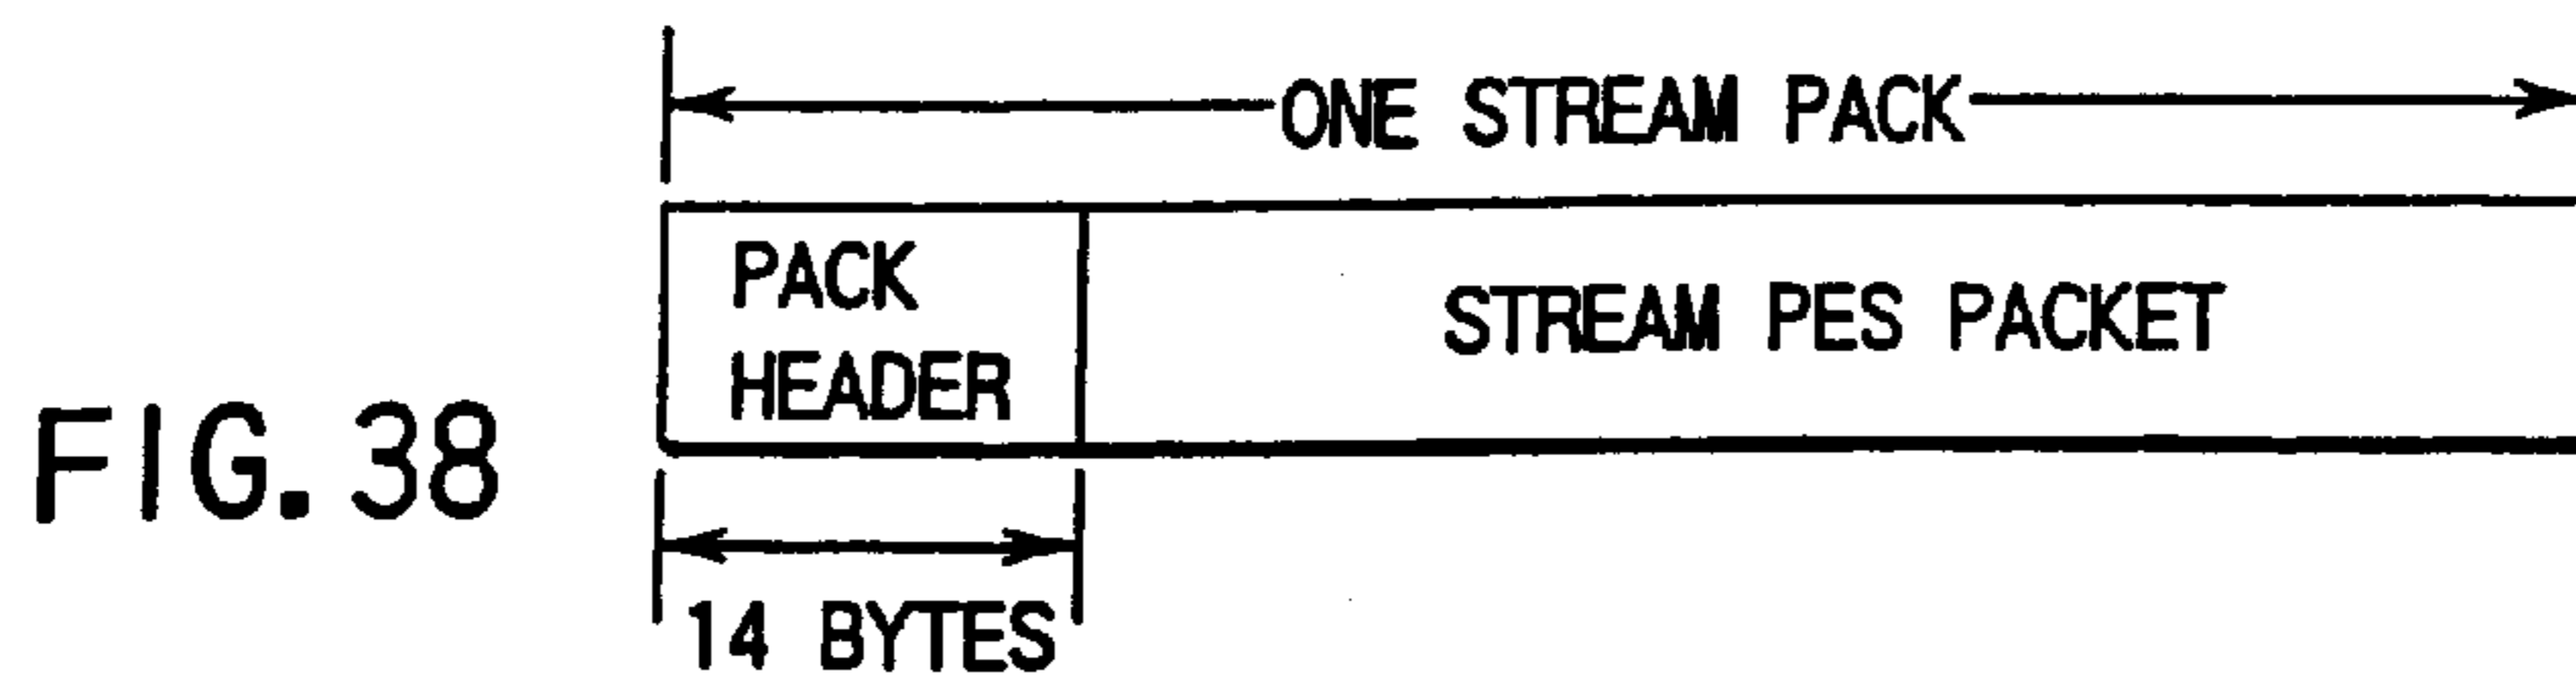 ONE STREAM PACK
PACK
HEADER
STREAM PES PACKET
FIG. 38
14 BYTES